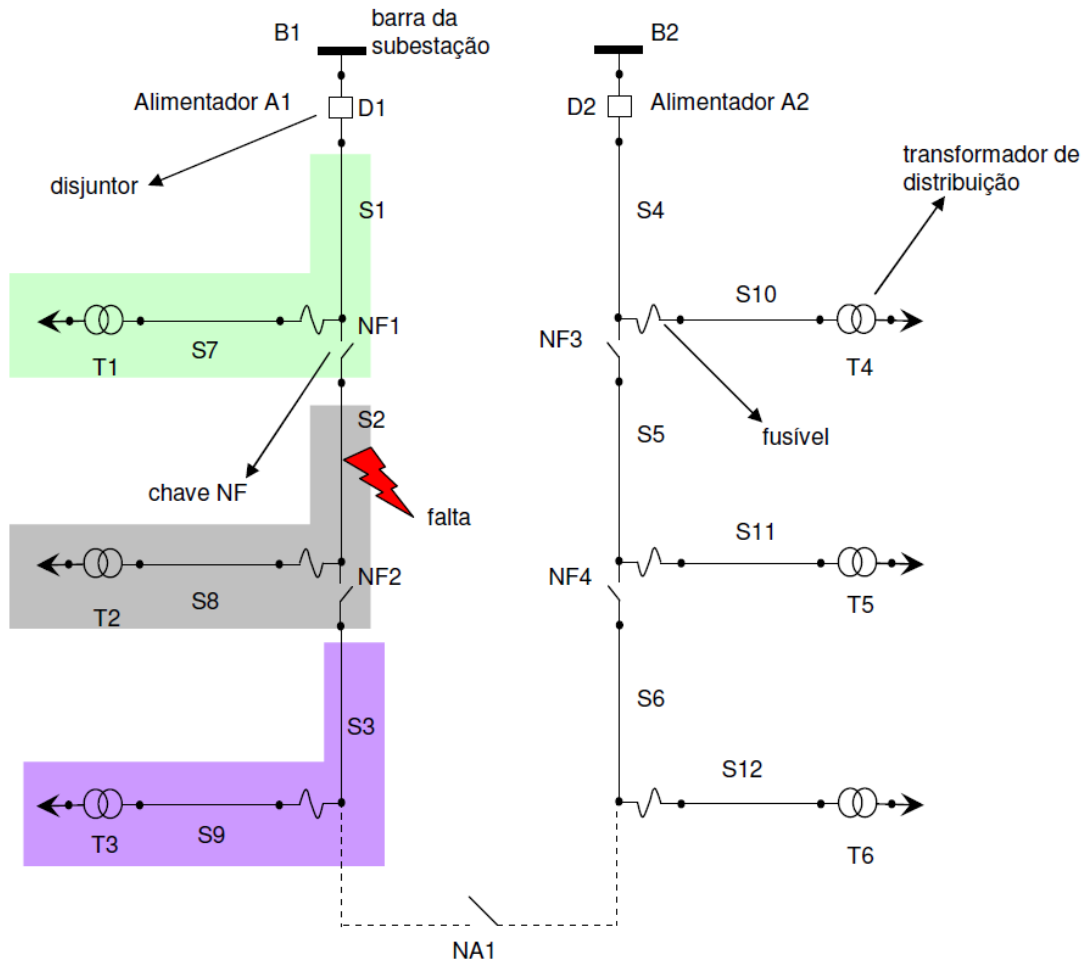 B1
barra da
subestação
B2
Alimentador A1
D1
D2
Alimentador A2
disjuntor
transformador de
distribuição
S1
S4
S10
NF1
NF3
S7
T1
T4
S2
S5
fusível
chave NF
falta
S11
NF2
NF4
S8
T2
T5
S6
S3
S12
S9
T3
T6
NA1